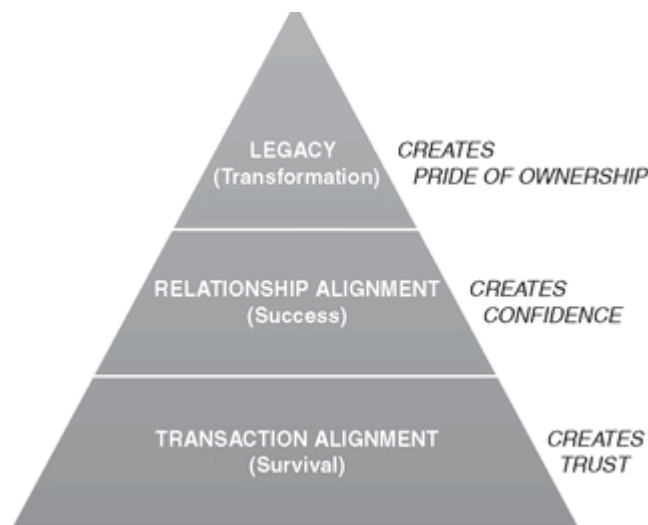 LEGACY
(Transformation)
CREATES
PRIDE OF OWNERSHIP
RELATIONSHIP ALIGNMENT
(Success)
CREATES
CONFIDENCE
TRANSACTION ALIGNMENT
(Survival)
CREATES
TRUST